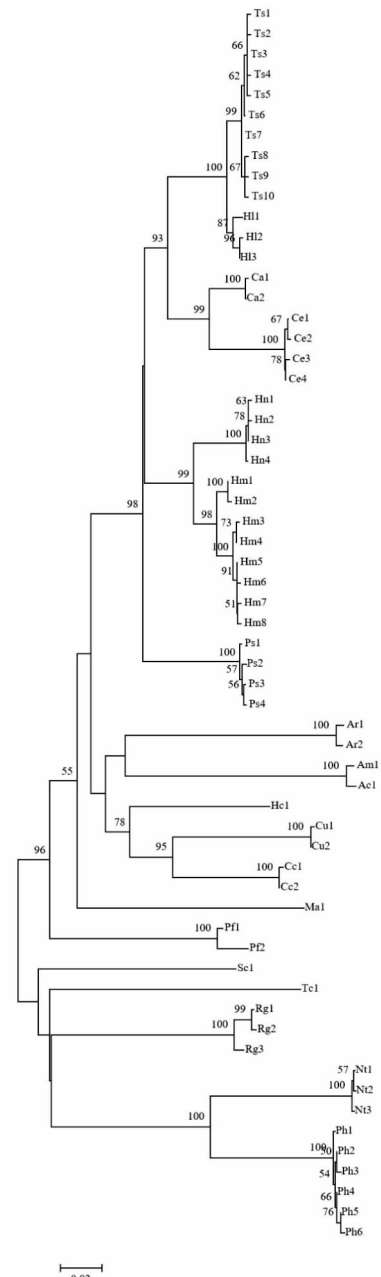 Ts1
Ts2
66
Ts3
62
Ts4
Ts5
99
Ts6
Ts7
100
67
Ts8
Ts9
Ts10
87
Hl1
96
Hl2
Hl3
93
100
Ca1
Ca2
99
67
Ce1
100
Ce2
78
Ce3
Ce4
63
Hn1
78
Hn2
100
Hn3
Hn4
99
100
Hm1
Hm2
98
73
Hm3
100
Hm4
91
Hm5
Hm6
51
Hm7
Hm8
98
100
Ps1
57
Ps2
56
Ps3
Ps4
100
Ar1
Ar2
55
100
Am1
Ac1
78
Hc1
100
Cu1
95
Cu2
100
Cc1
Cc2
96
Ma1
100
Pf1
Pf2
Sc1
Tc1
99
Rg1
100
Rg2
Rg3
57
Nt1
100
Nt2
Nt3
100
Ph1
100
50
Ph2
54
Ph3
66
Ph4
76
Ph5
Ph6